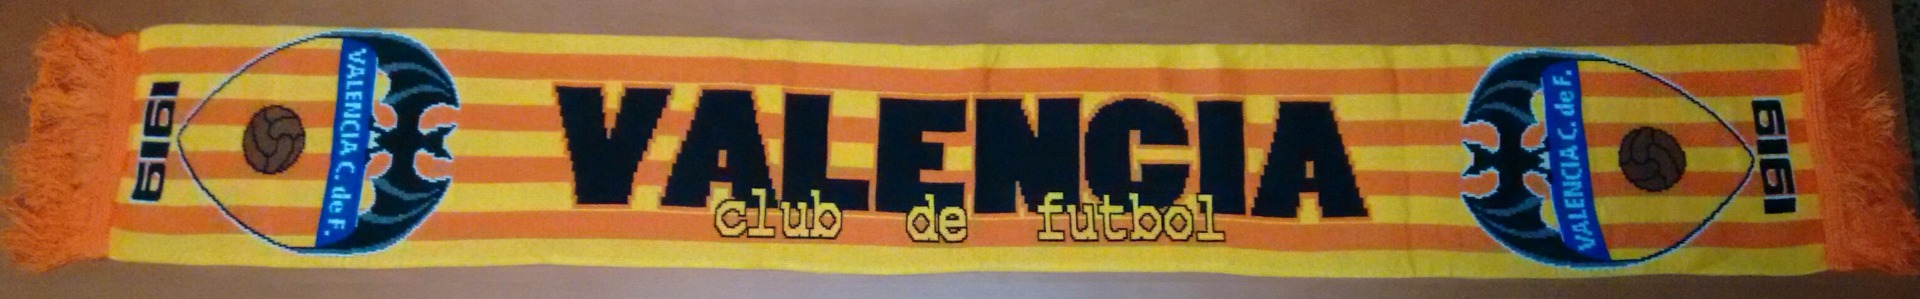 1919
VALENCIA C. de F.
VALENCIA
club de futbol
VALENCIA C. de F.
1919